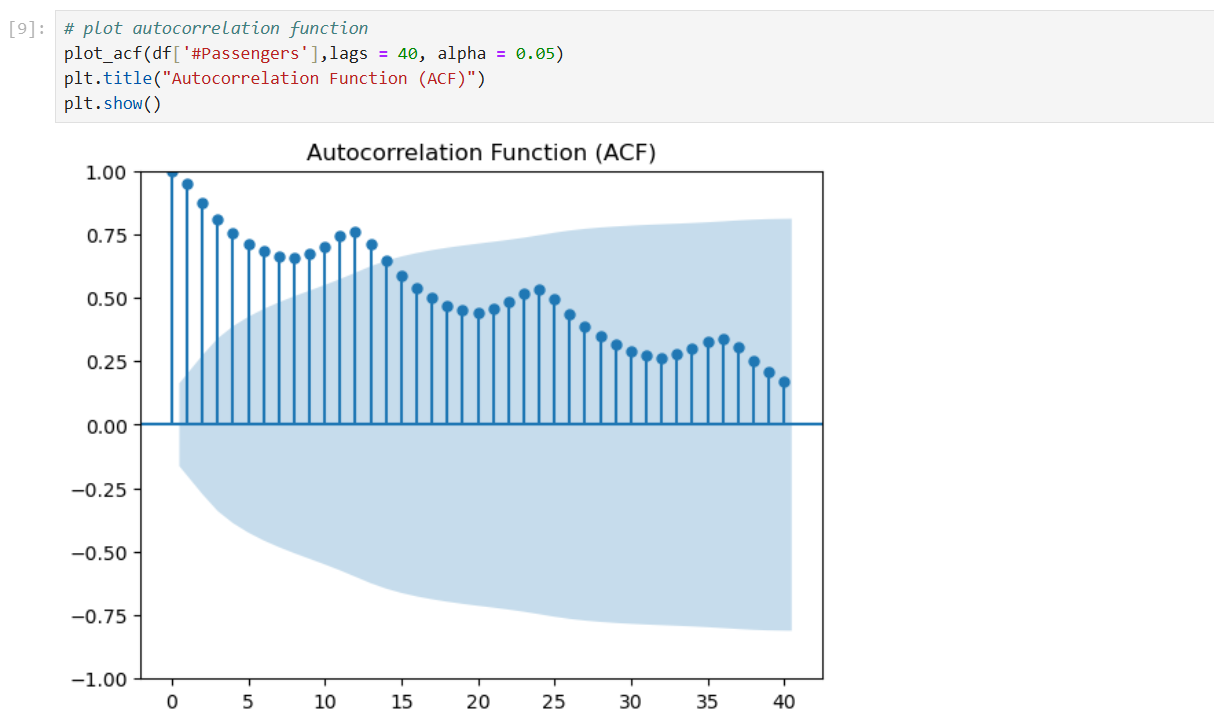 [9]: # plot autocorrelation function
plot_acf(df['#Passengers'],lags = 40, alpha = 0.05)
plt.title("Autocorrelation Function (ACF)")
plt.show()
Autocorrelation Function (ACF)
1.00
0.75
0.50
0.25
0.00
−0.25
−0.50
−0.75
−1.00
0 5 10 15 20 25 30 35 40